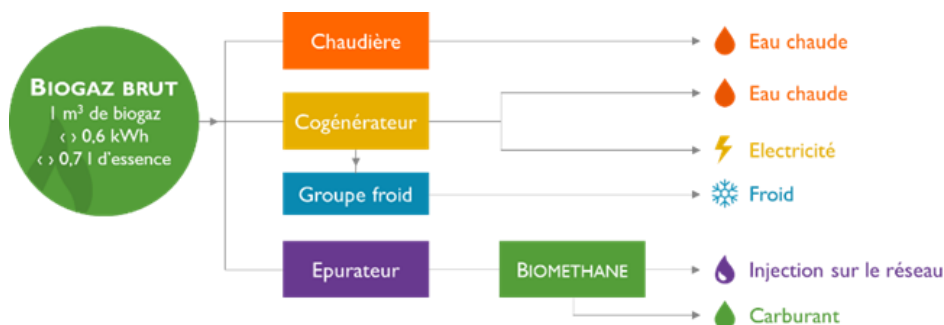 BIOGAZ BRUT
1 m³ de biogaz
‹ › 0,6 kWh
‹ › 0,7 l d'essence
Chaudière
Eau chaude
Cogénérateur
Eau chaude
Electricité
Groupe froid
Froid
Epurateur
BIOMETHANE
Injection sur le réseau
Carburant